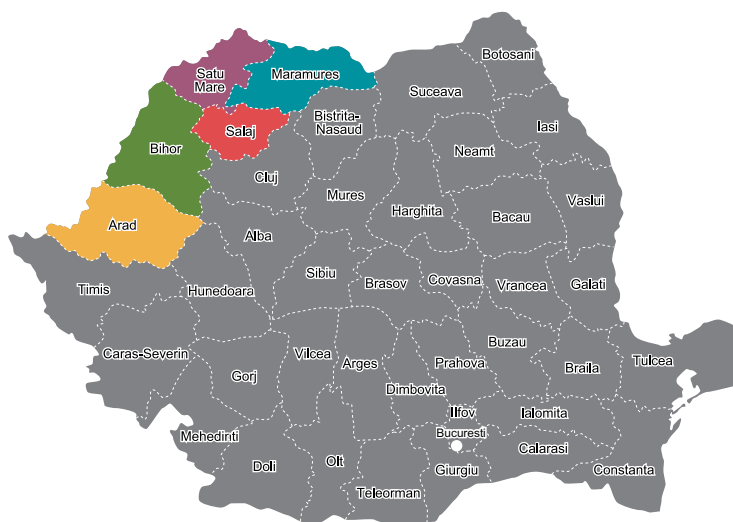 Botosani
Satu
Mare
Maramures
Suceava
Bistrita-
Nasaud
Iasi
Salaj
Bihor
Neamt
Cluj
Mures
Vaslui
Harghita
Bacau
Arad
Alba
Sibiu
Brasov
Covasna
Vrancea
Galati
Timis
Hunedoara
Caras-Severin
Vilcea
Arges
Prahova
Buzau
Braila
Tulcea
Gorj
Dimbovita
Ilfov
Ialomita
Bucuresti
Mehedinti
Calarasi
Doli
Olt
Giurgiu
Constanta
Teleorman